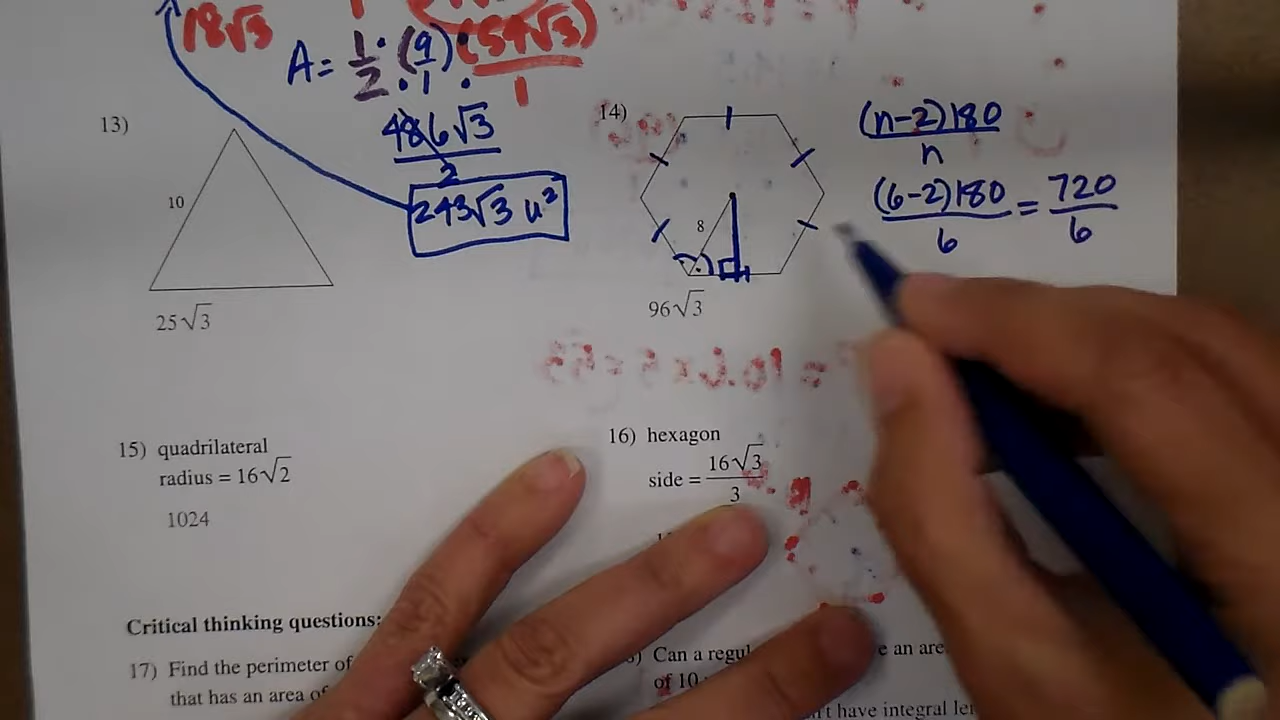 18√3
A = 1/2 · (9/1) · (54√3)/1
13)
10
486√3/2
243√3 u²
25√3
14)
8
96√3
(n-2)180/n
(6-2)180/6 = 720/6
15) quadrilateral
radius = 16√2
1024
16) hexagon
side = 16√3/3
Critical thinking questions:
17) Find the perimeter of
that has an area of
Can a regul
e an are
of 10
't have integral len